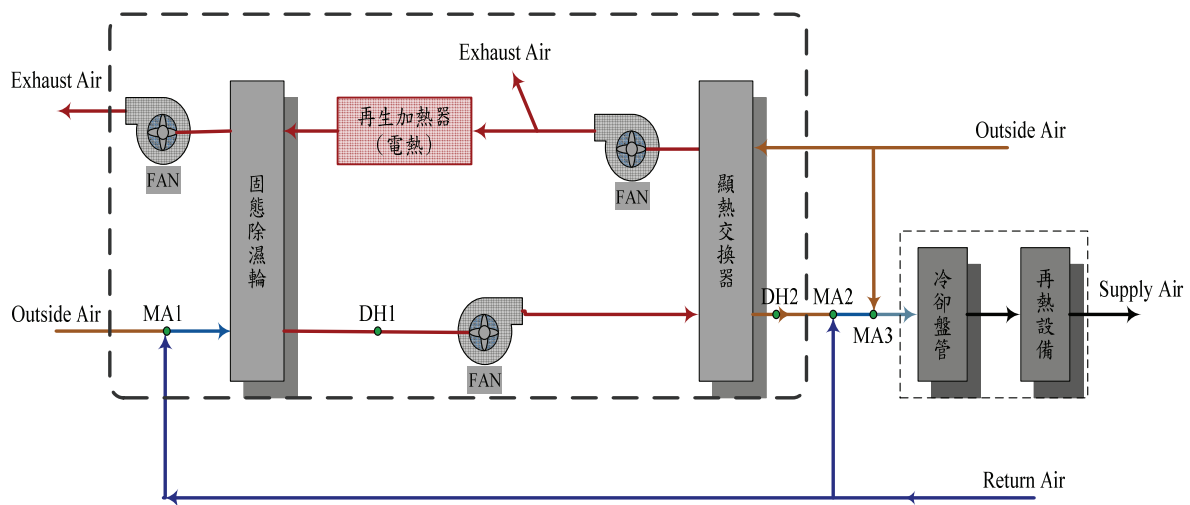 Exhaust Air
Exhaust Air
再生加熱器
(電熱)
Outside Air
FAN
FAN
固態除濕輪
顯熱交換器
冷卻盤管
再熱設備
Outside Air
MA1
DH1
DH2
MA2
MA3
Supply Air
FAN
Return Air